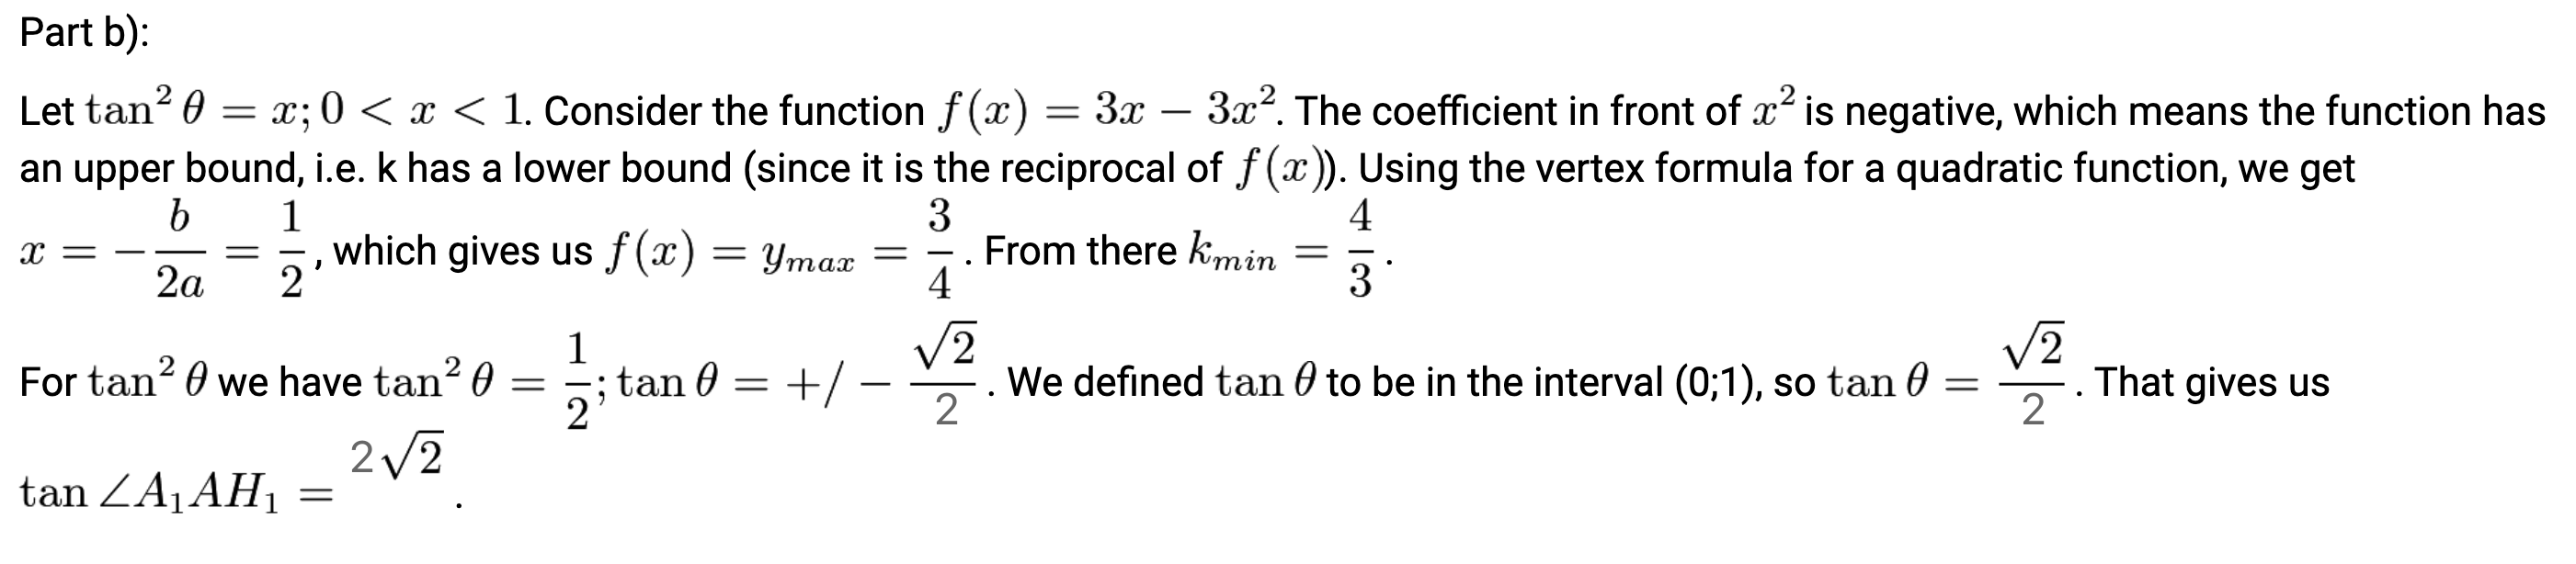 Part b):
Let $\tan^2 \theta = x; 0 < x < 1$. Consider the function $f(x) = 3x - 3x^2$. The coefficient in front of $x^2$ is negative, which means the function has
an upper bound, i.e. k has a lower bound (since it is the reciprocal of $f(x)$). Using the vertex formula for a quadratic function, we get
$x = -\frac{b}{2a} = \frac{1}{2}$, which gives us $f(x) = y_{max} = \frac{3}{4}$. From there $k_{min} = \frac{4}{3}$.
For $\tan^2 \theta$ we have $\tan^2 \theta = \frac{1}{2}; \tan \theta = +/- \frac{\sqrt{2}}{2}$. We defined $\tan \theta$ to be in the interval (0;1), so $\tan \theta = \frac{\sqrt{2}}{2}$. That gives us
$\tan \angle A_1 A H_1 = 2\sqrt{2}$.